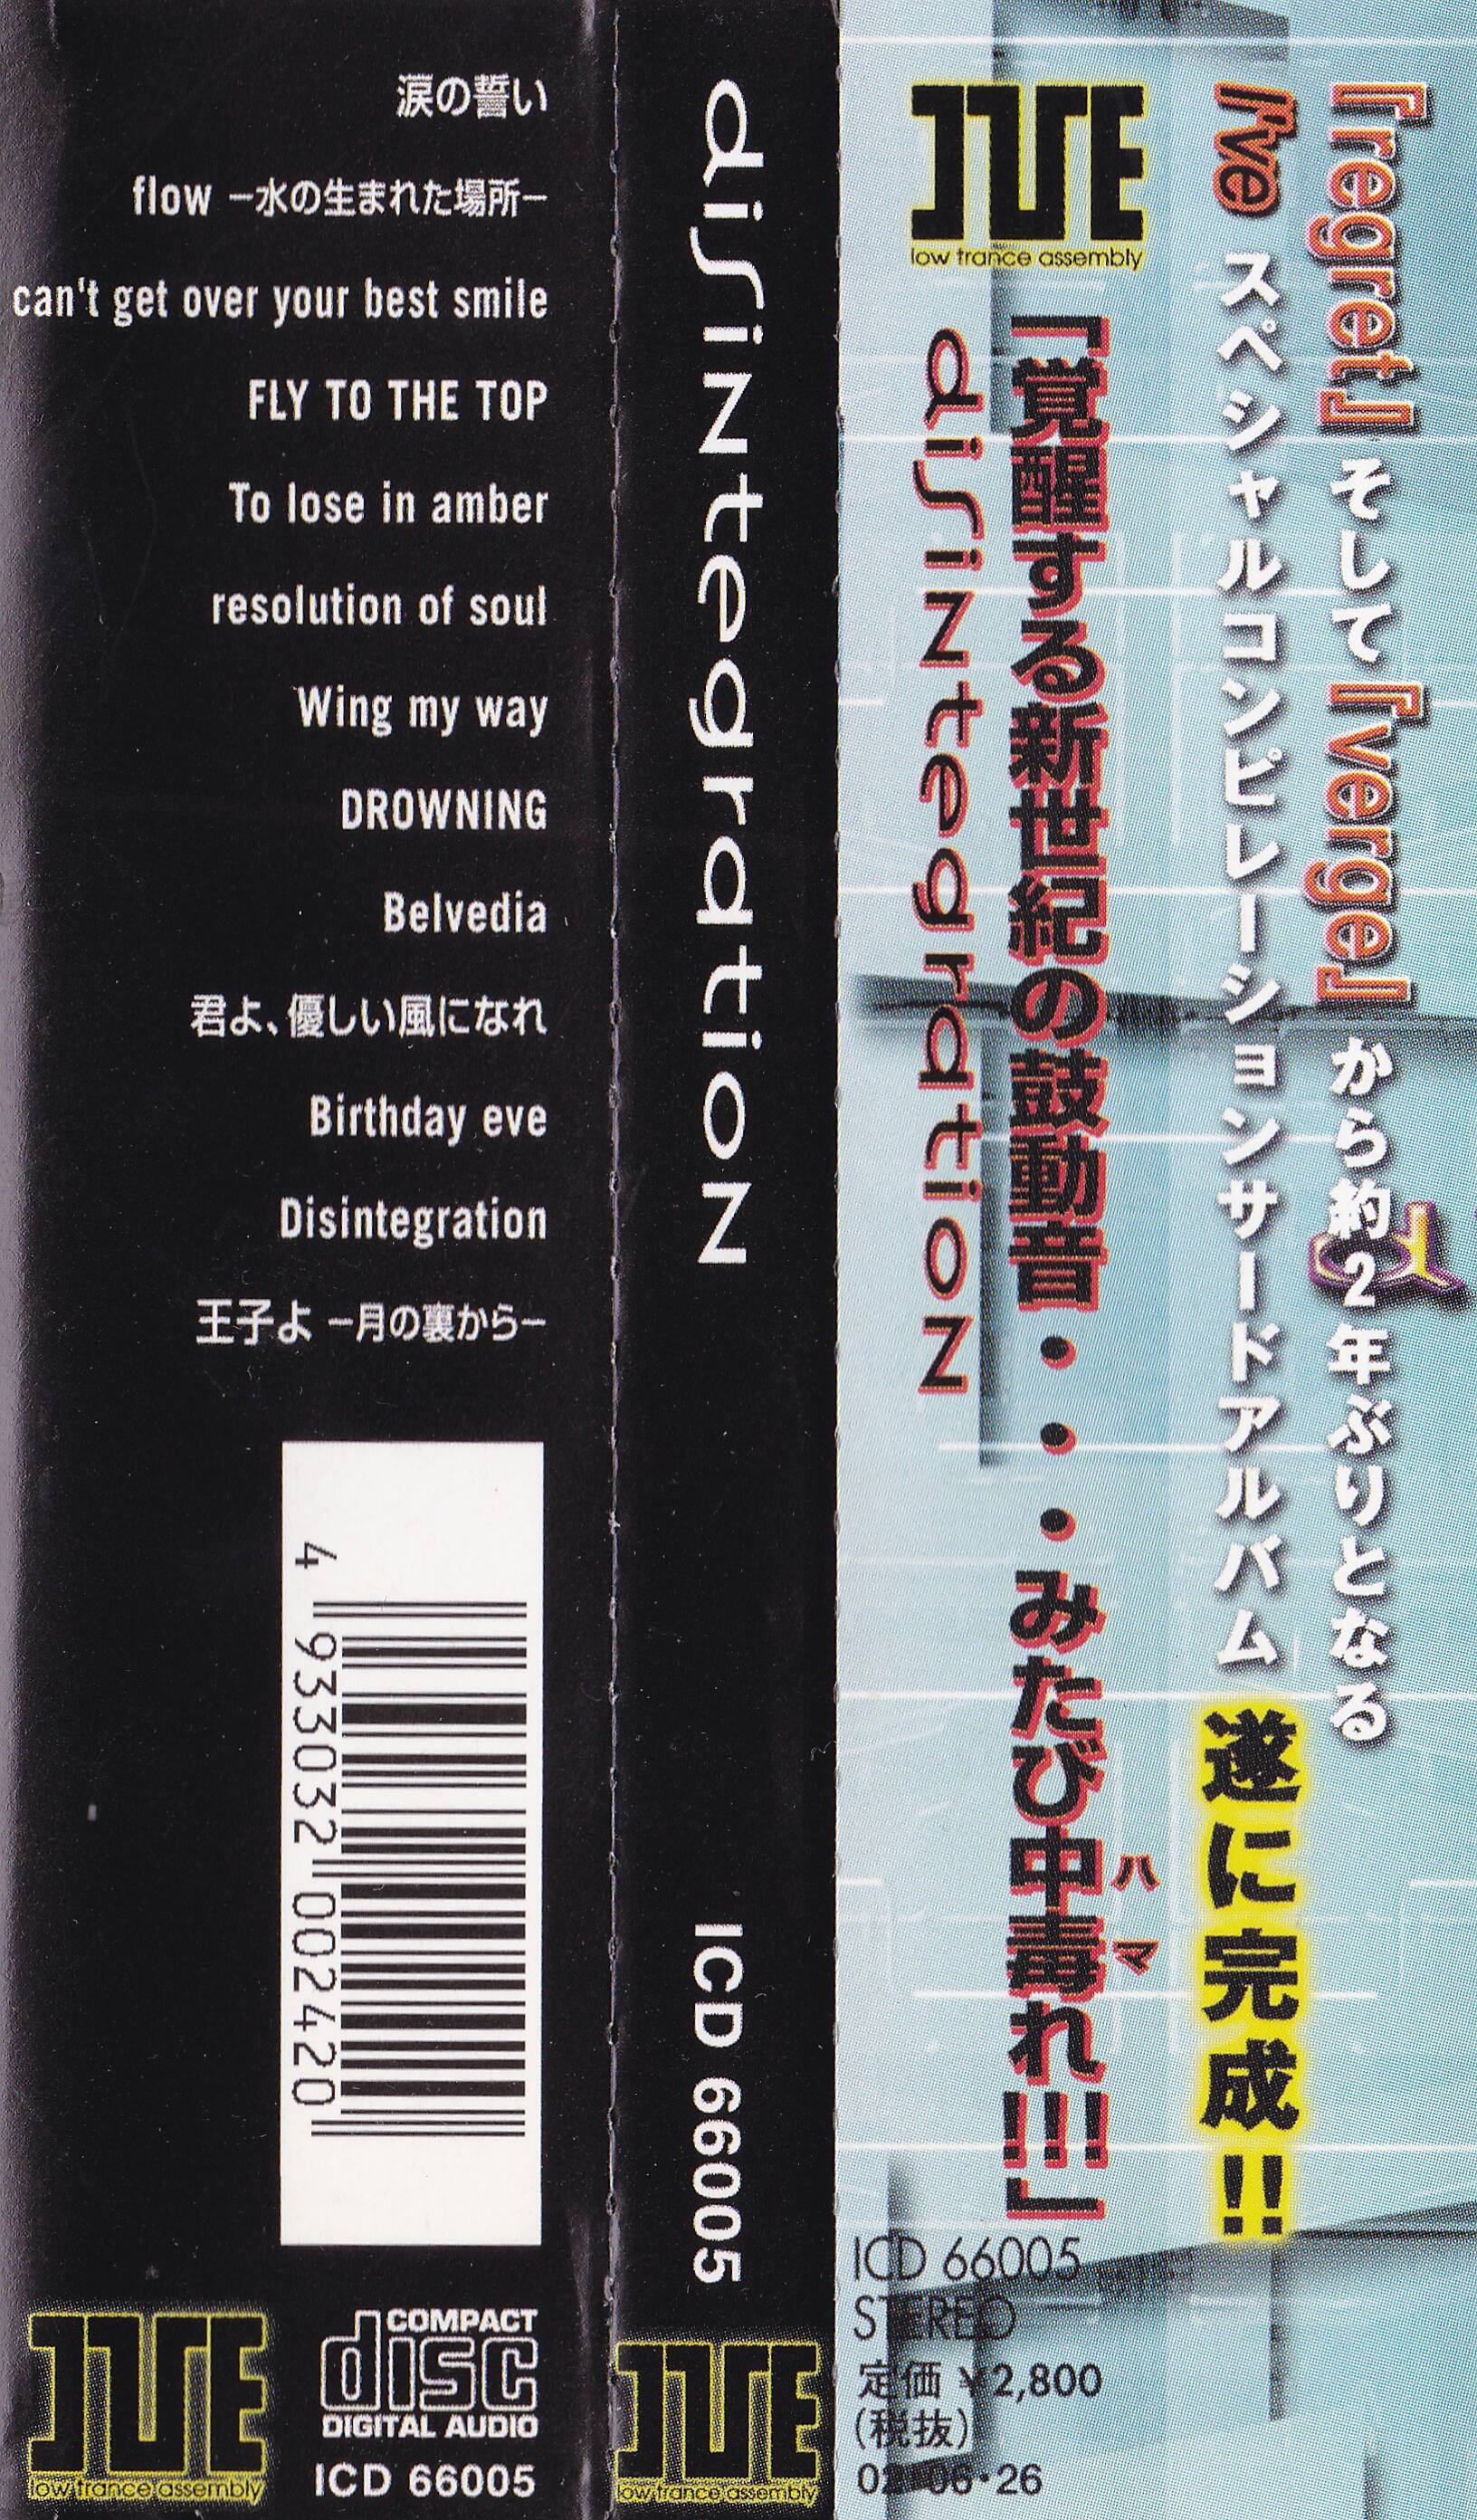 『regret』そして『verge』から約2年ぶりとなる
I've スペシャルコンピレーションサードアルバム 遂に完成!!
「覚醒する新世紀の鼓動音・・・みたび中毒れ!!!」
ハマ
disintegration
I'VE
low trance assembly
ICD 66005
STEREO
定価 ¥2,800
(税抜)
02・06・26
disintegration
ICD 66005
I'VE
low trance assembly
涙の誓い
flow −水の生まれた場所−
can't get over your best smile
FLY TO THE TOP
To lose in amber
resolution of soul
Wing my way
DROWNING
Belvedia
君よ、優しい風になれ
Birthday eve
Disintegration
王子よ −月の裏から−
4 933032 002420
I'VE
low trance assembly
COMPACT
disc
DIGITAL AUDIO
ICD 66005